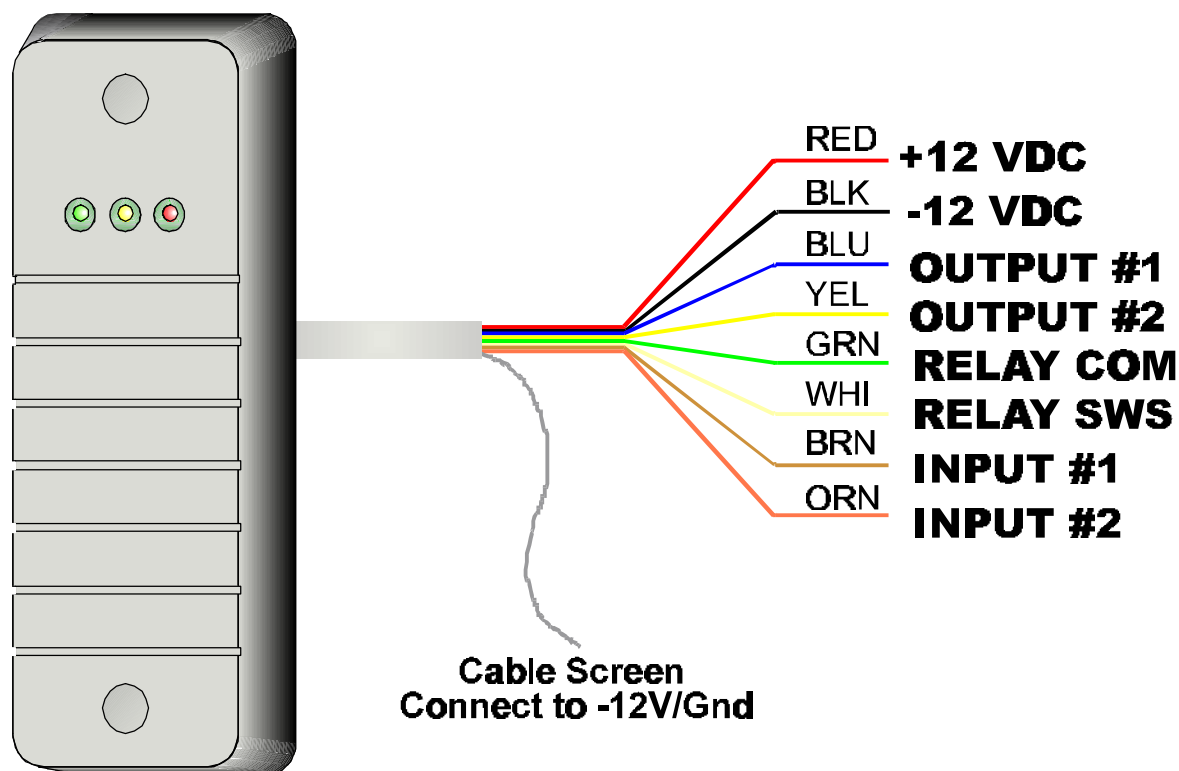 RED +12 VDC
BLK -12 VDC
BLU OUTPUT #1
YEL OUTPUT #2
GRN RELAY COM
WHI RELAY SWS
BRN INPUT #1
ORN INPUT #2
Cable Screen
Connect to -12V/Gnd